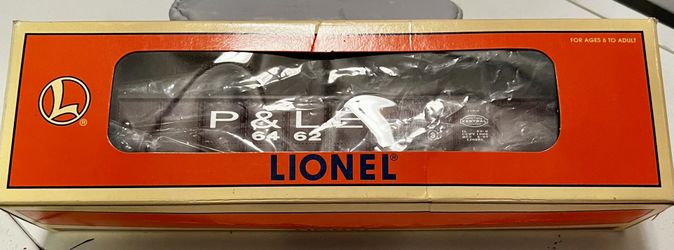 FOR AGES 8 TO ADULT
L
®
P&LE
6462
CENTRAL
LIONEL®